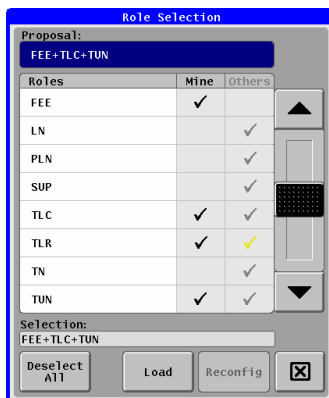 Role Selection
Proposal:
FEE+TLC+TUN
Roles Mine Others
FEE
LN
PLN
SUP
TLC
TLR
TN
TUN
Selection:
FEE+TLC+TUN
Deselect All Load Reconfig